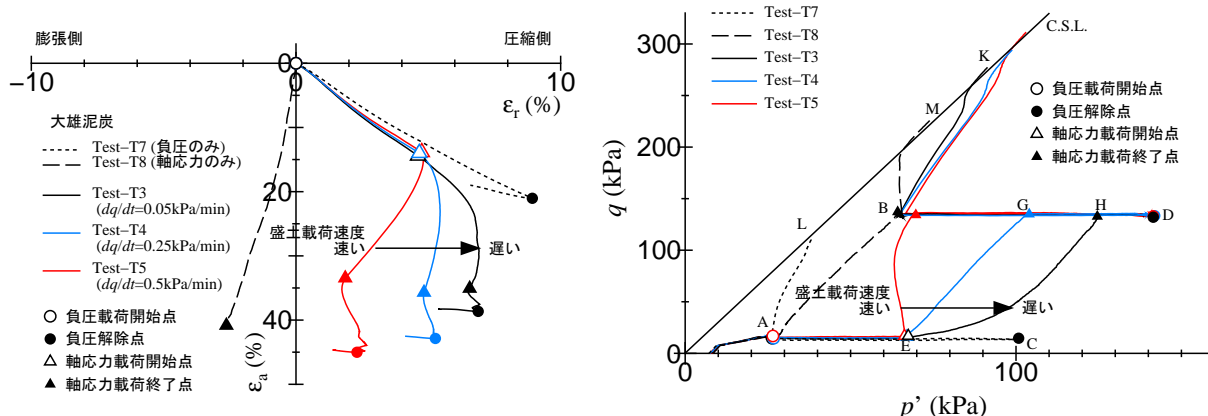 膨張側
圧縮側
−10
0
0
10
εr (%)
大雄泥炭
Test−T7 (負圧のみ)
Test−T8 (軸応力のみ)
Test−T3
(dq/dt=0.05kPa/min)
Test−T4
(dq/dt=0.25kPa/min)
Test−T5
(dq/dt=0.5kPa/min)
20
盛土載荷速度
速い
遅い
負圧載荷開始点
負圧解除点
軸応力載荷開始点
軸応力載荷終了点
40
εa (%)
Test−T7
Test−T8
Test−T3
Test−T4
Test−T5
C.S.L.
300
K
負圧載荷開始点
負圧解除点
軸応力載荷開始点
軸応力載荷終了点
M
200
q (kPa)
L
B
G
H
D
100
盛土載荷速度
速い
遅い
A
E
C
0
0
100
p’ (kPa)